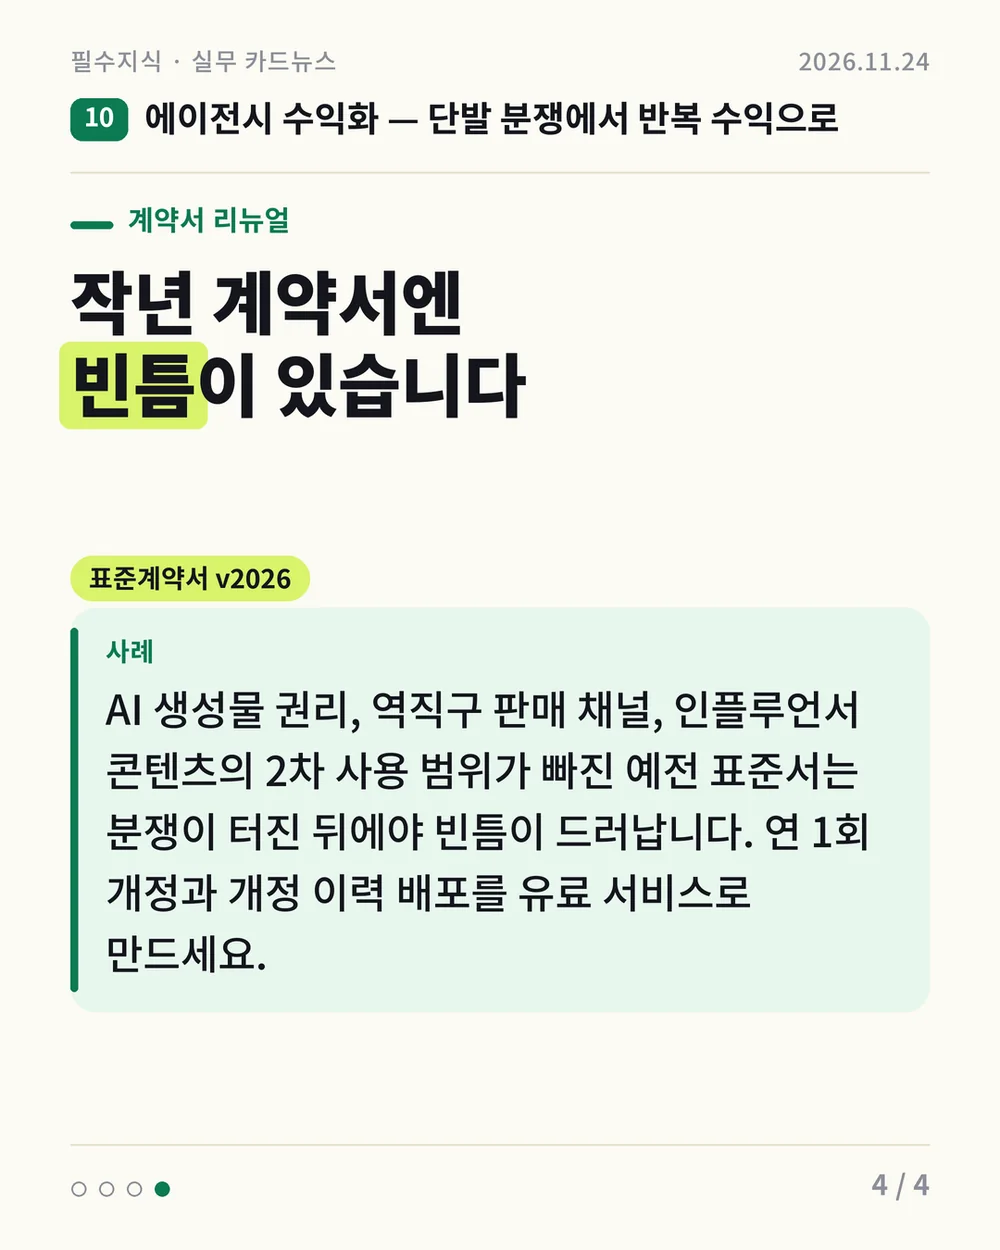 필수지식 · 실무 카드뉴스
2026.11.24
10 에이전시 수익화 — 단발 분쟁에서 반복 수익으로
계약서 리뉴얼
작년 계약서엔
빈틈이 있습니다
표준계약서 v2026
사례
AI 생성물 권리, 역직구 판매 채널, 인플루언서
콘텐츠의 2차 사용 범위가 빠진 예전 표준서는
분쟁이 터진 뒤에야 빈틈이 드러납니다. 연 1회
개정과 개정 이력 배포를 유료 서비스로
만드세요.
4 / 4